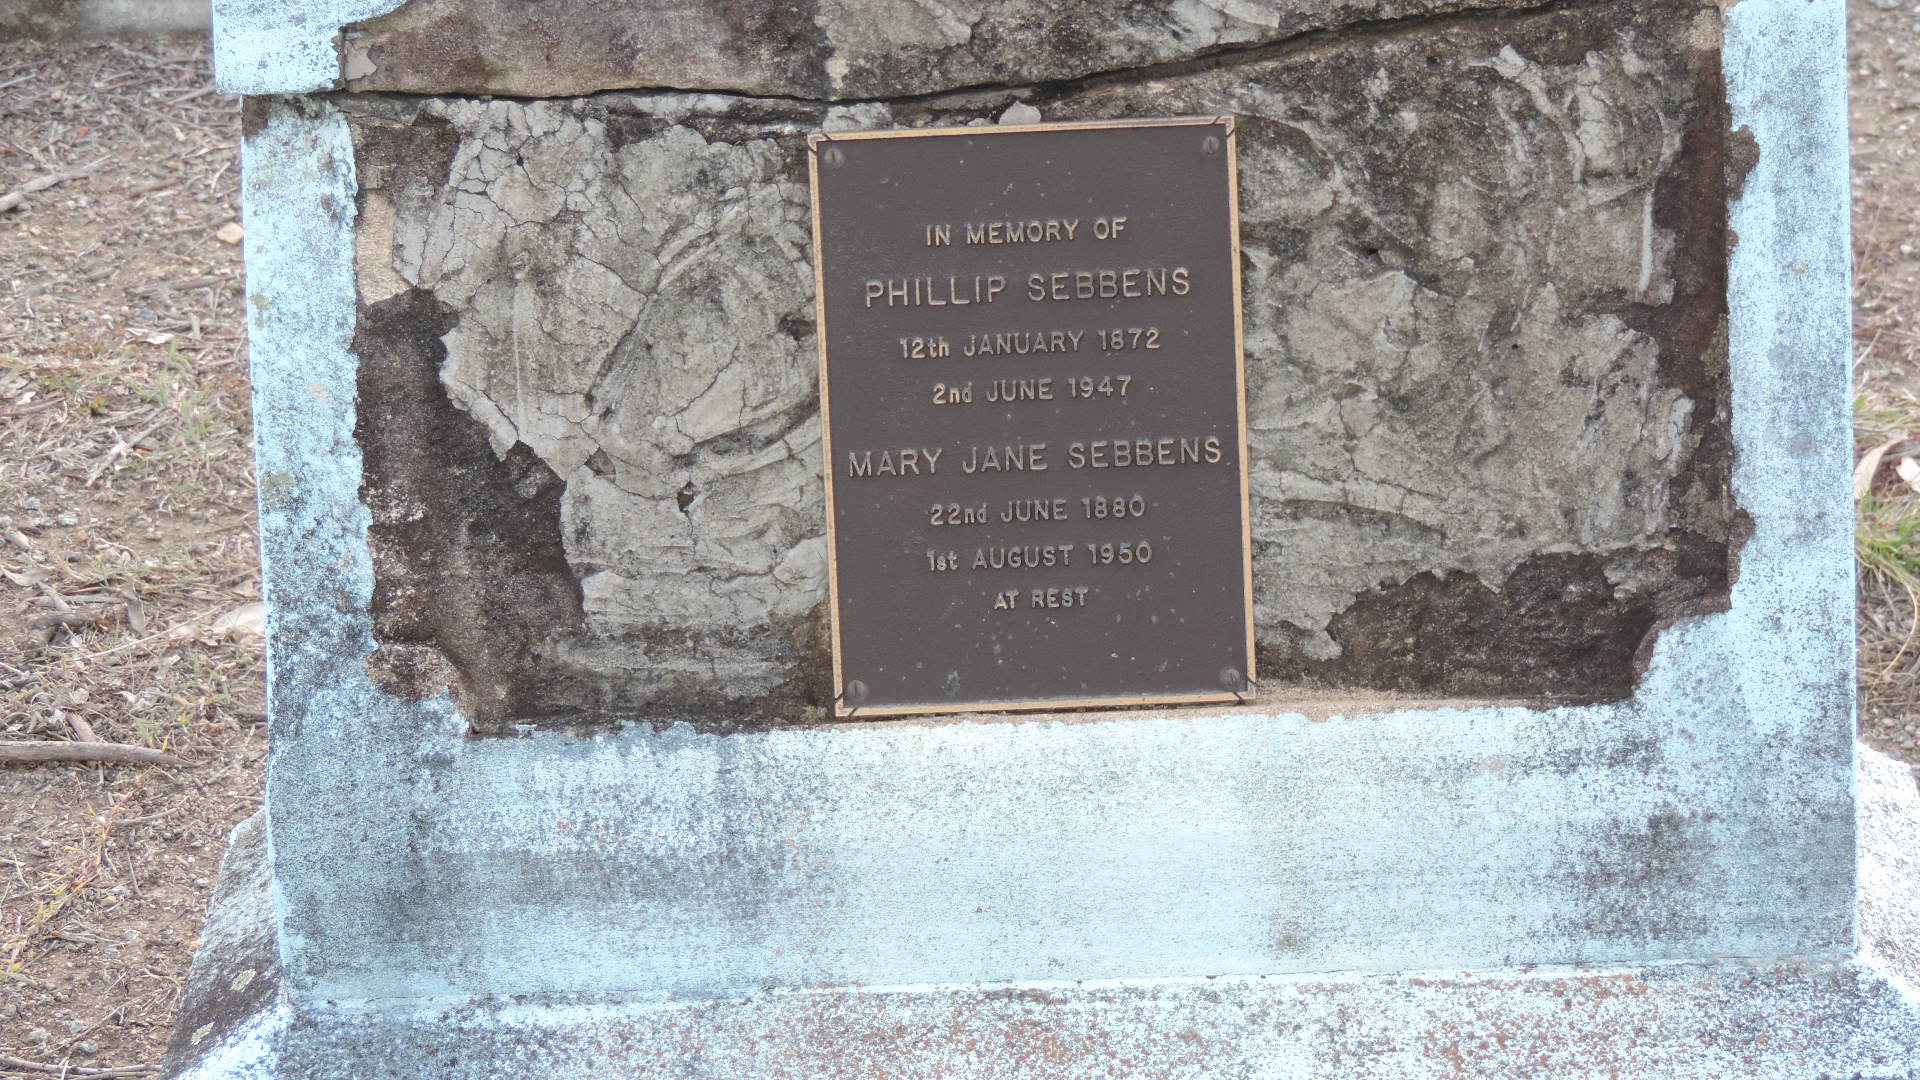 IN MEMORY OF
PHILLIP SEBBENS
12th JANUARY 1872
2nd JUNE 1947
MARY JANE SEBBENS
22nd JUNE 1880
1st AUGUST 1950
AT REST